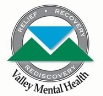 RELIEF • RECOVERY
REDISCOVERY
Valley Mental Health